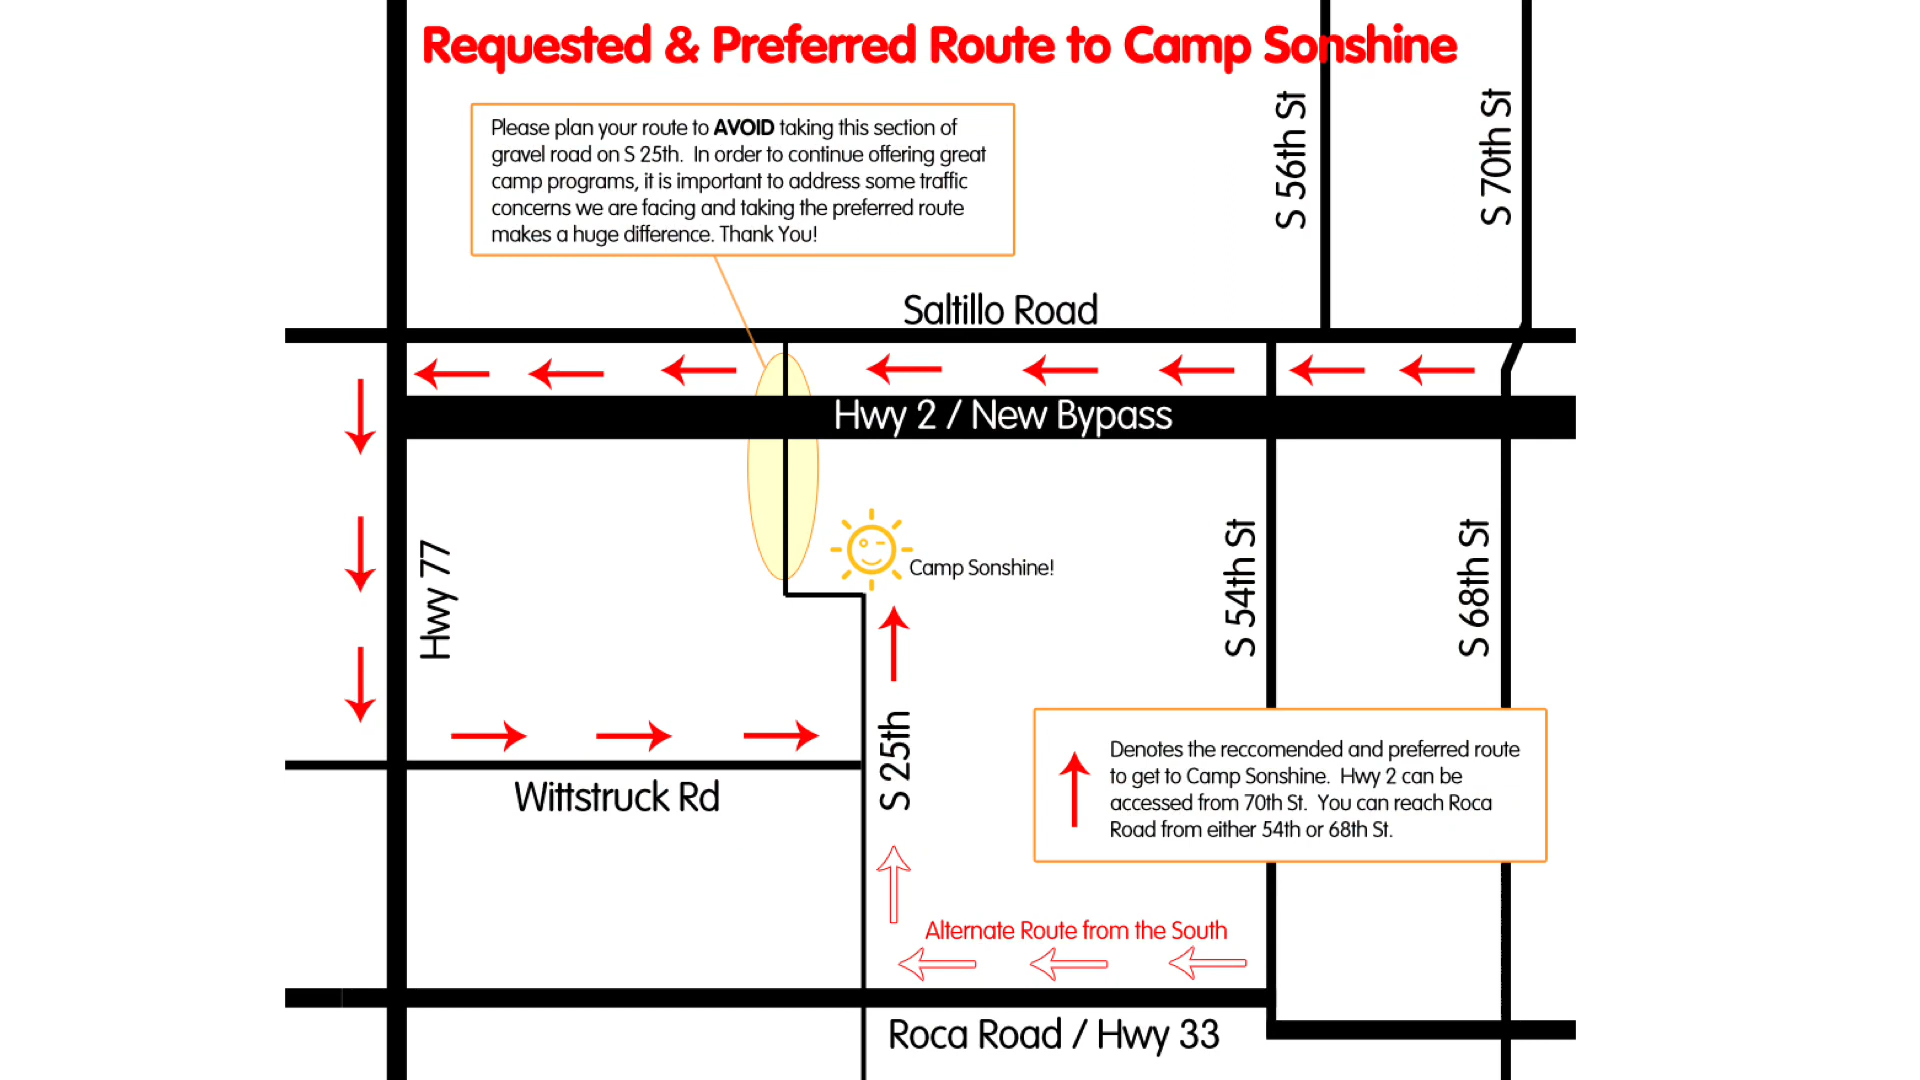 Requested & Preferred Route to Camp Sonshine
Please plan your route to AVOID taking this section of
gravel road on S 25th. In order to continue offering great
camp programs, it is important to address some traffic
concerns we are facing and taking the preferred route
makes a huge difference. Thank You!
S 56th St
S 70th St
Saltillo Road
Hwy 2 / New Bypass
Hwy 77
Camp Sonshine!
S 54th St
S 68th St
S 25th
Wittstruck Rd
Denotes the reccomended and preferred route
to get to Camp Sonshine. Hwy 2 can be
accessed from 70th St. You can reach Roca
Road from either 54th or 68th St.
Alternate Route from the South
Roca Road / Hwy 33